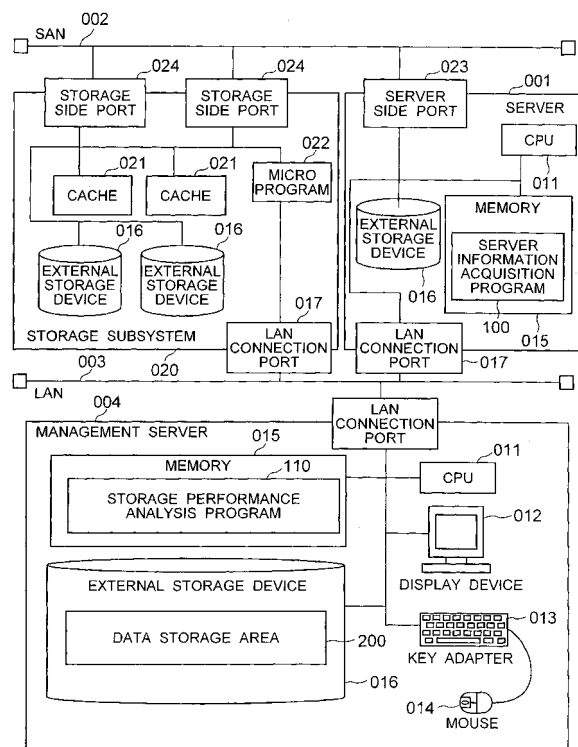 002
SAN
024
024
023
001
STORAGE
SIDE PORT
STORAGE
SIDE PORT
SERVER
SIDE PORT
SERVER
021
021
022
CPU
011
CACHE
CACHE
MICRO
PROGRAM
MEMORY
SERVER
INFORMATION
ACQUISITION
PROGRAM
100
015
016
016
EXTERNAL
STORAGE
DEVICE
EXTERNAL
STORAGE
DEVICE
EXTERNAL
STORAGE
DEVICE
016
017
STORAGE SUBSYSTEM
020
LAN
CONNECTION
PORT
LAN
CONNECTION
PORT
017
003
LAN
004
MANAGEMENT SERVER
LAN
CONNECTION
PORT
015
MEMORY
110
STORAGE PERFORMANCE
ANALYSIS PROGRAM
011
CPU
012
DISPLAY DEVICE
EXTERNAL STORAGE DEVICE
DATA STORAGE AREA
200
016
013
KEY ADAPTER
014
MOUSE